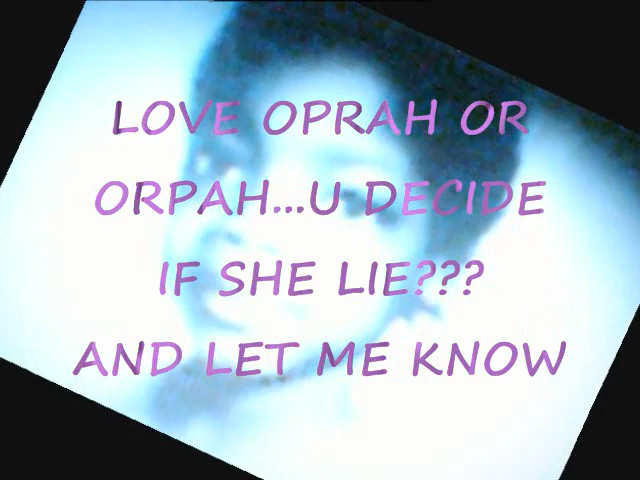 LOVE OPRAH OR
ORPAH...U DECIDE
IF SHE LIE???
AND LET ME KNOW